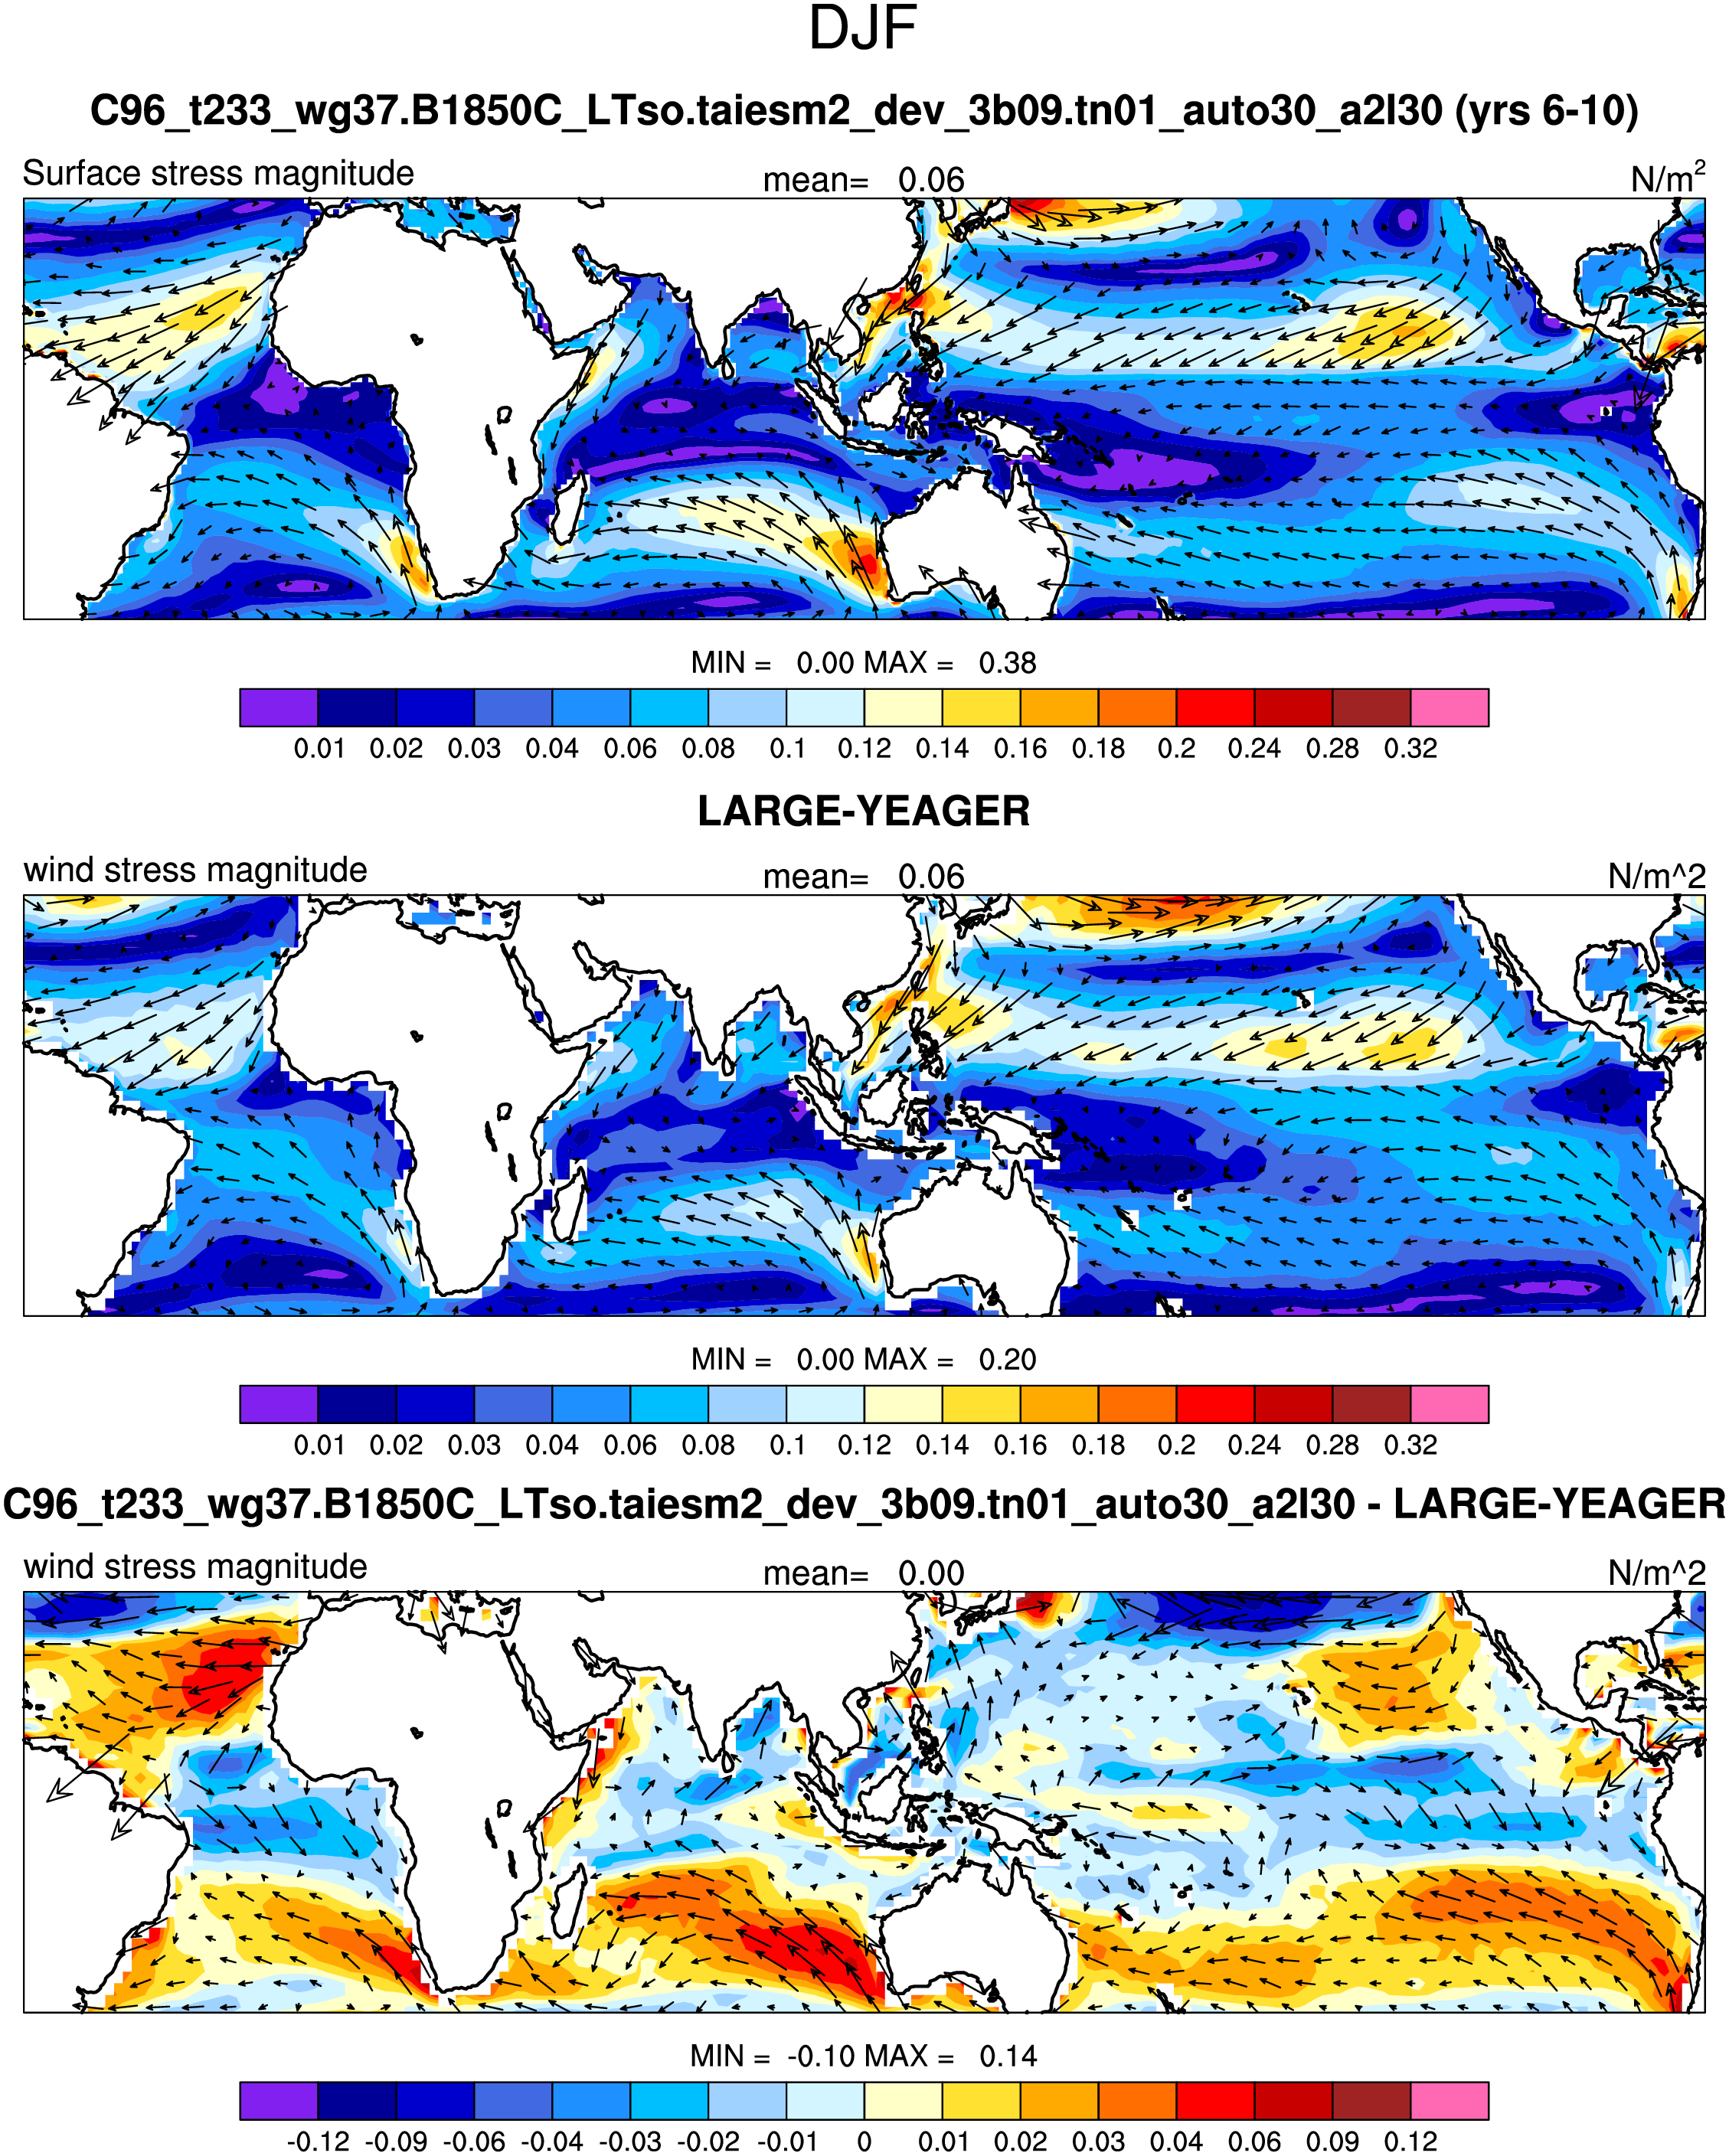 DJF
C96_t233_wg37.B1850C_LTso.taiesm2_dev_3b09.tn01_auto30_a2l30 (yrs 6-10)
Surface stress magnitude mean= 0.06 N/m2
MIN = 0.00 MAX = 0.38
0.01 0.02 0.03 0.04 0.06 0.08 0.1 0.12 0.14 0.16 0.18 0.2 0.24 0.28 0.32
LARGE-YEAGER
wind stress magnitude mean= 0.06 N/m^2
MIN = 0.00 MAX = 0.20
0.01 0.02 0.03 0.04 0.06 0.08 0.1 0.12 0.14 0.16 0.18 0.2 0.24 0.28 0.32
C96_t233_wg37.B1850C_LTso.taiesm2_dev_3b09.tn01_auto30_a2l30 - LARGE-YEAGER
wind stress magnitude mean= 0.00 N/m^2
MIN = -0.10 MAX = 0.14
-0.12 -0.09 -0.06 -0.04 -0.03 -0.02 -0.01 0 0.01 0.02 0.03 0.04 0.06 0.09 0.12